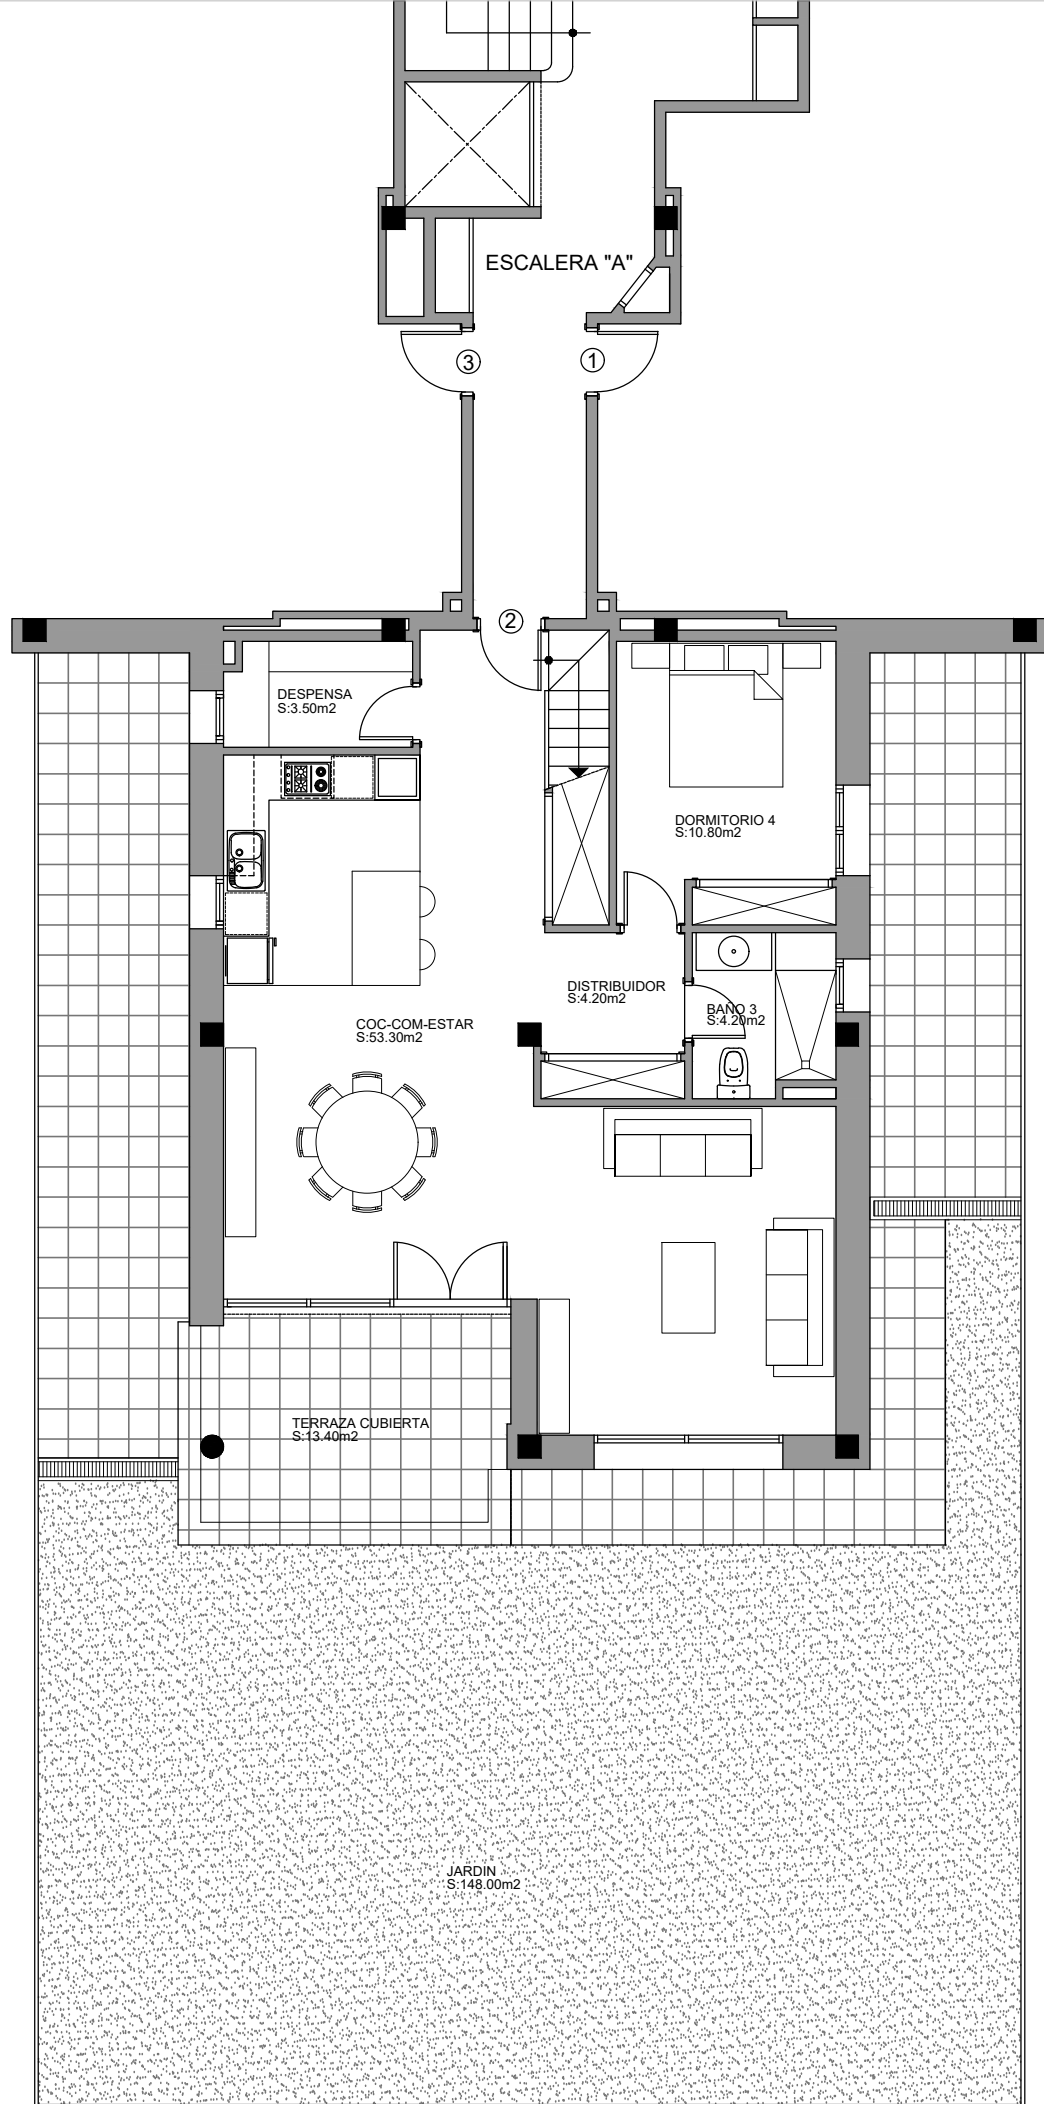 ESCALERA "A"
3
1
2
DESPENSA
S:3.50m2
DORMITORIO 4
S:10.80m2
DISTRIBUIDOR
S:4.20m2
BAÑO 3
S:4.20m2
COC-COM-ESTAR
S:53.30m2
TERRAZA CUBIERTA
S:13.40m2
JARDIN
S:148.00m2